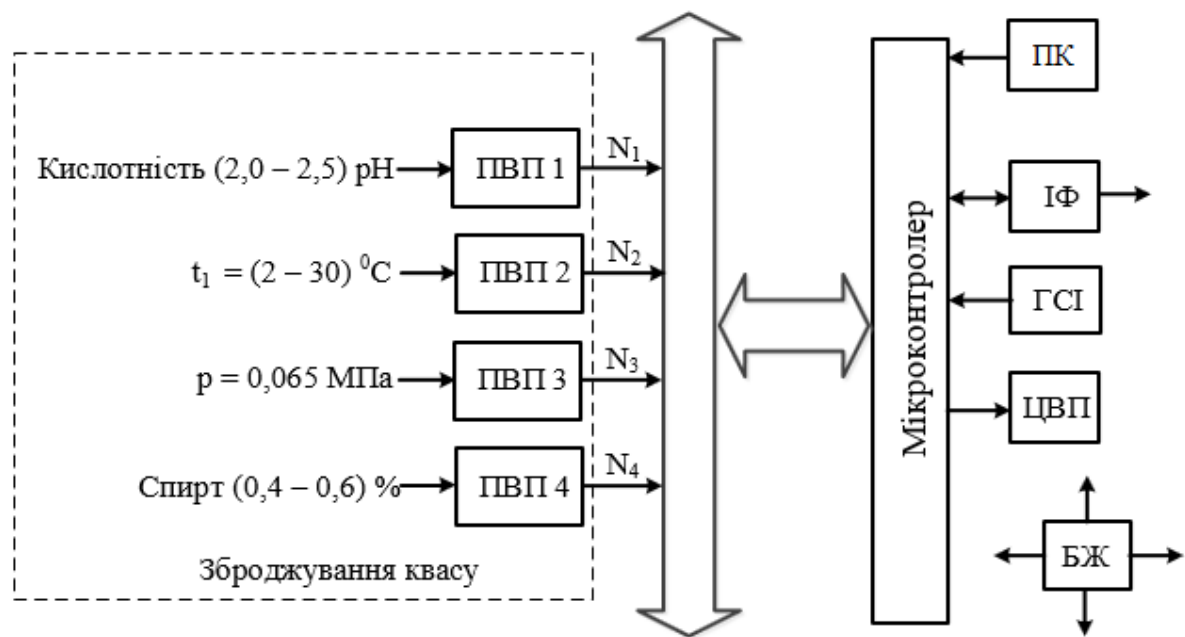 Кислотність (2,0 – 2,5) pH
ПВП 1
N₁
t₁ = (2 – 30) ⁰С
ПВП 2
N₂
p = 0,065 МПа
ПВП 3
N₃
Спирт (0,4 – 0,6) %
ПВП 4
N₄
Зброджування квасу
Мікроконтролер
ПК
ІФ
ГСІ
ЦВП
БЖ